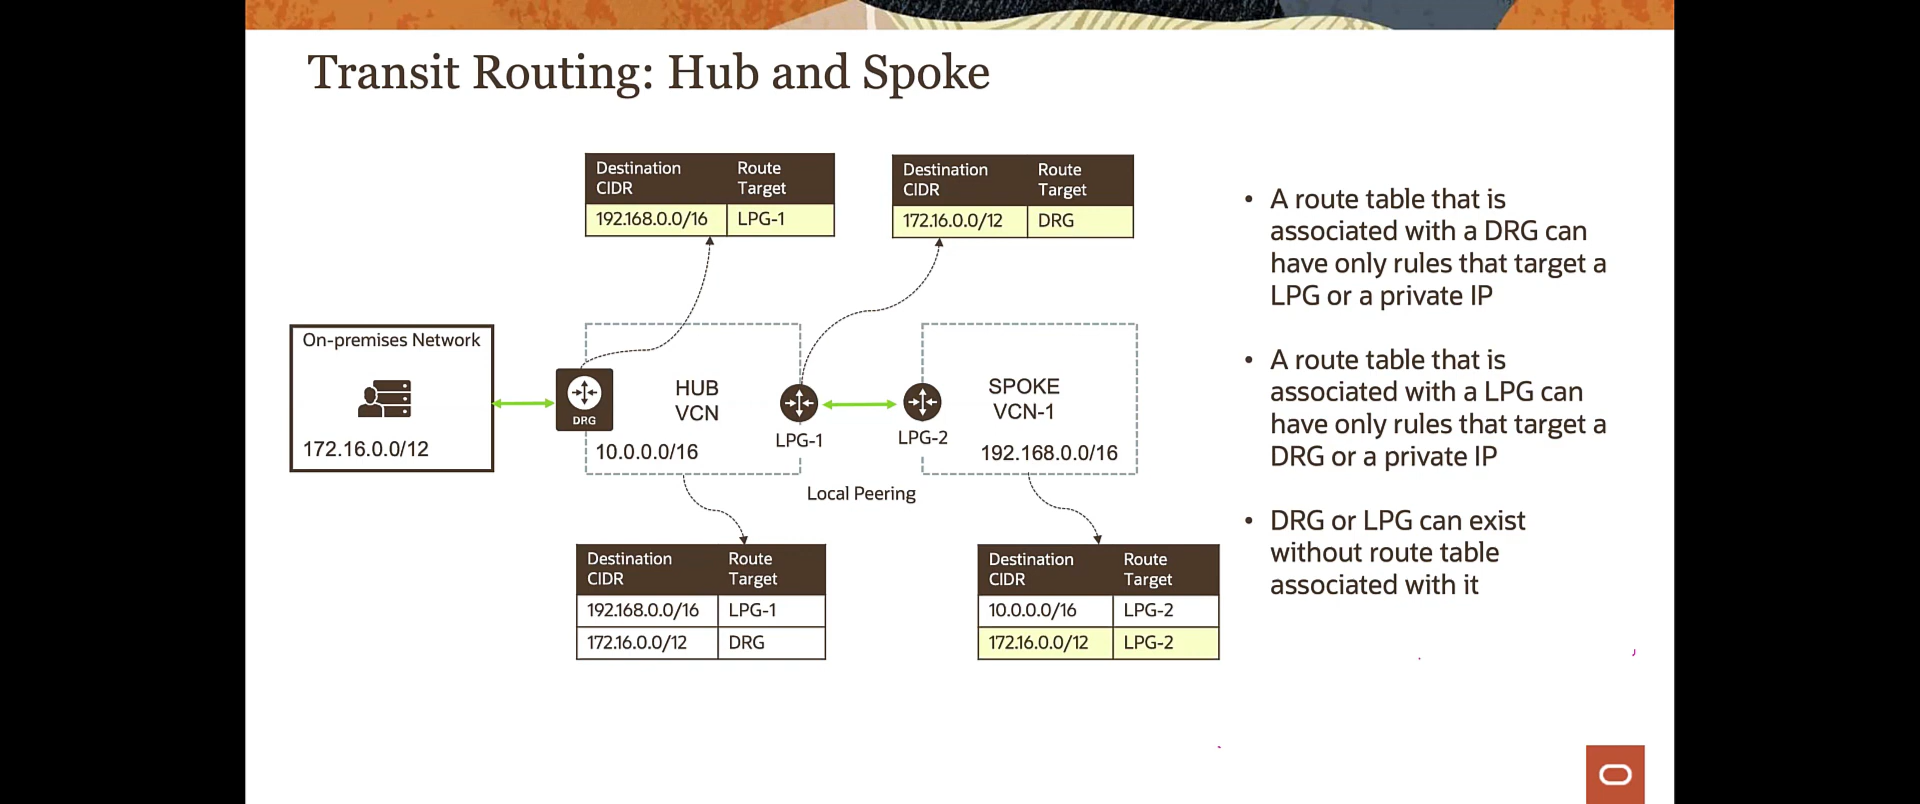 Transit Routing: Hub and Spoke
Destination CIDR
Route Target
192.168.0.0/16
LPG-1
Destination CIDR
Route Target
172.16.0.0/12
DRG
On-premises Network
172.16.0.0/12
DRG
HUB
VCN
10.0.0.0/16
LPG-1
LPG-2
Local Peering
SPOKE
VCN-1
192.168.0.0/16
Destination CIDR
Route Target
192.168.0.0/16
LPG-1
172.16.0.0/12
DRG
Destination CIDR
Route Target
10.0.0.0/16
LPG-2
172.16.0.0/12
LPG-2
• A route table that is
associated with a DRG can
have only rules that target a
LPG or a private IP
• A route table that is
associated with a LPG can
have only rules that target a
DRG or a private IP
• DRG or LPG can exist
without route table
associated with it